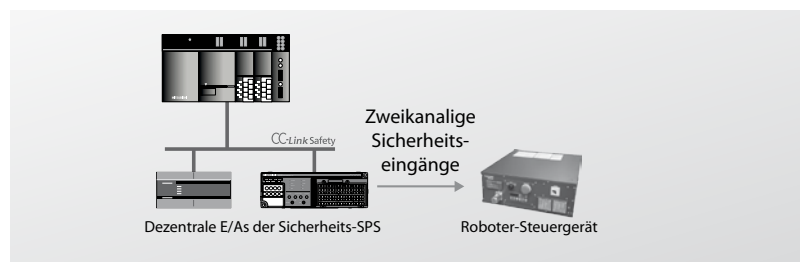 CC-Link Safety
Zweikanalige
Sicherheits-
eingänge
Dezentrale E/As der Sicherheits-SPS
Roboter-Steuergerät